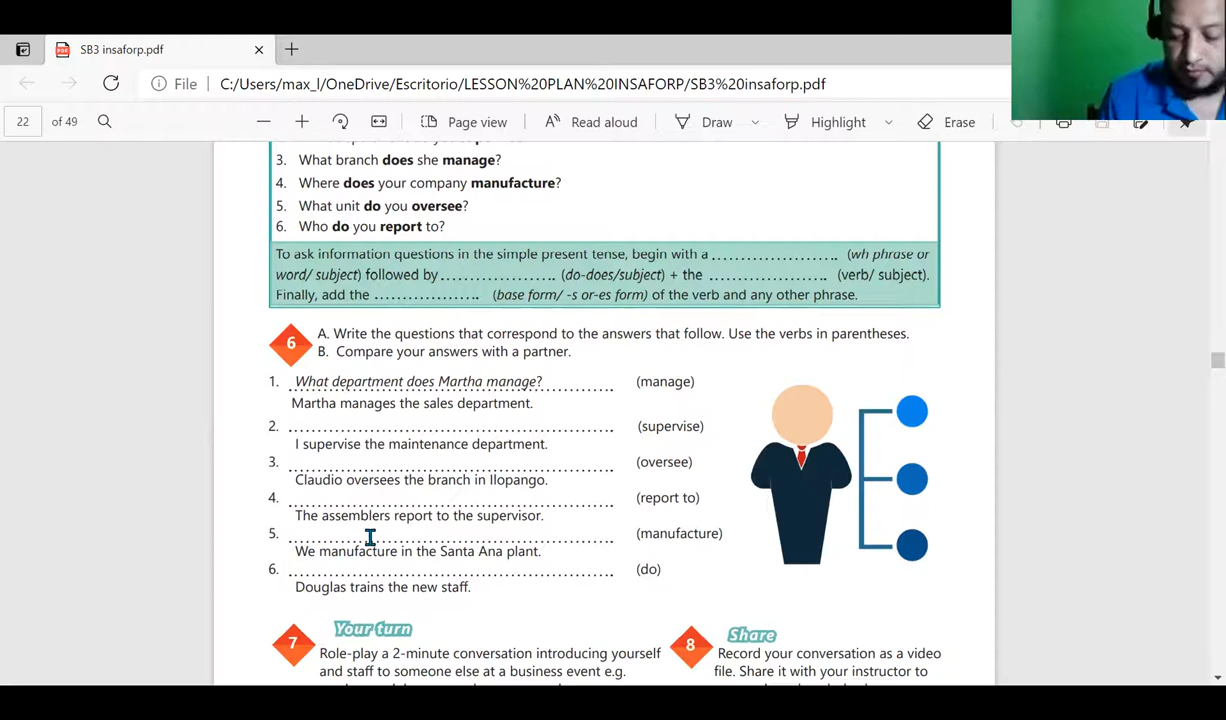 SB3 insaforp.pdf
File C:/Users/max_l/OneDrive/Escritorio/LESSON%20PLAN%20INSAFORP/SB3%20insaforp.pdf
22 of 49 Page view Read aloud Draw Highlight Erase
3. What branch does she manage?
4. Where does your company manufacture?
5. What unit do you oversee?
6. Who do you report to?
To ask information questions in the simple present tense, begin with a ..................... (wh phrase or
word/ subject) followed by ................... (do-does/subject) + the ................... (verb/ subject).
Finally, add the ................. (base form/ -s or-es form) of the verb and any other phrase.
6 A. Write the questions that correspond to the answers that follow. Use the verbs in parentheses.
B. Compare your answers with a partner.
1. What department does Martha manage? (manage)
Martha manages the sales department.
2. ................................................ (supervise)
I supervise the maintenance department.
3. ................................................ (oversee)
Claudio oversees the branch in Ilopango.
4. ................................................ (report to)
The assemblers report to the supervisor.
5. ................................................ (manufacture)
We manufacture in the Santa Ana plant.
6. ................................................ (do)
Douglas trains the new staff.
7 Your turn
Role-play a 2-minute conversation introducing yourself
and staff to someone else at a business event e.g.
8 Share
Record your conversation as a video
file. Share it with your instructor to